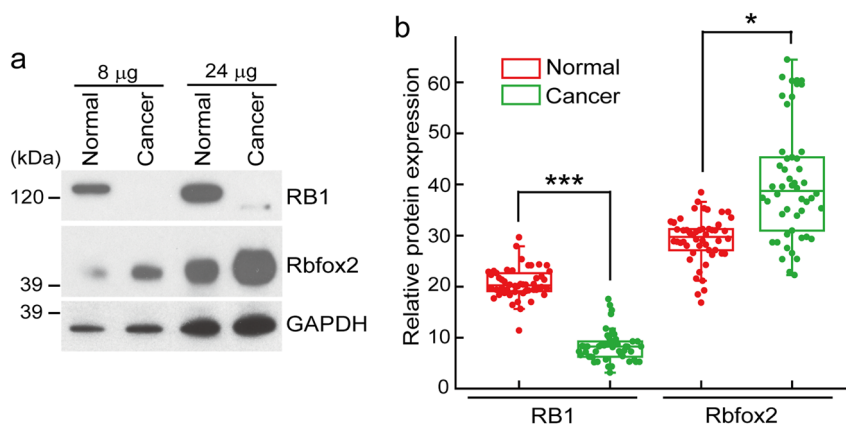 a
8 μg 24 μg
Normal Cancer Normal Cancer
(kDa)
120 RB1
Rbfox2
39
39
GAPDH
b
Relative protein expression
60
50
40
30
20
10
0
Normal
Cancer
***
*
RB1 Rbfox2